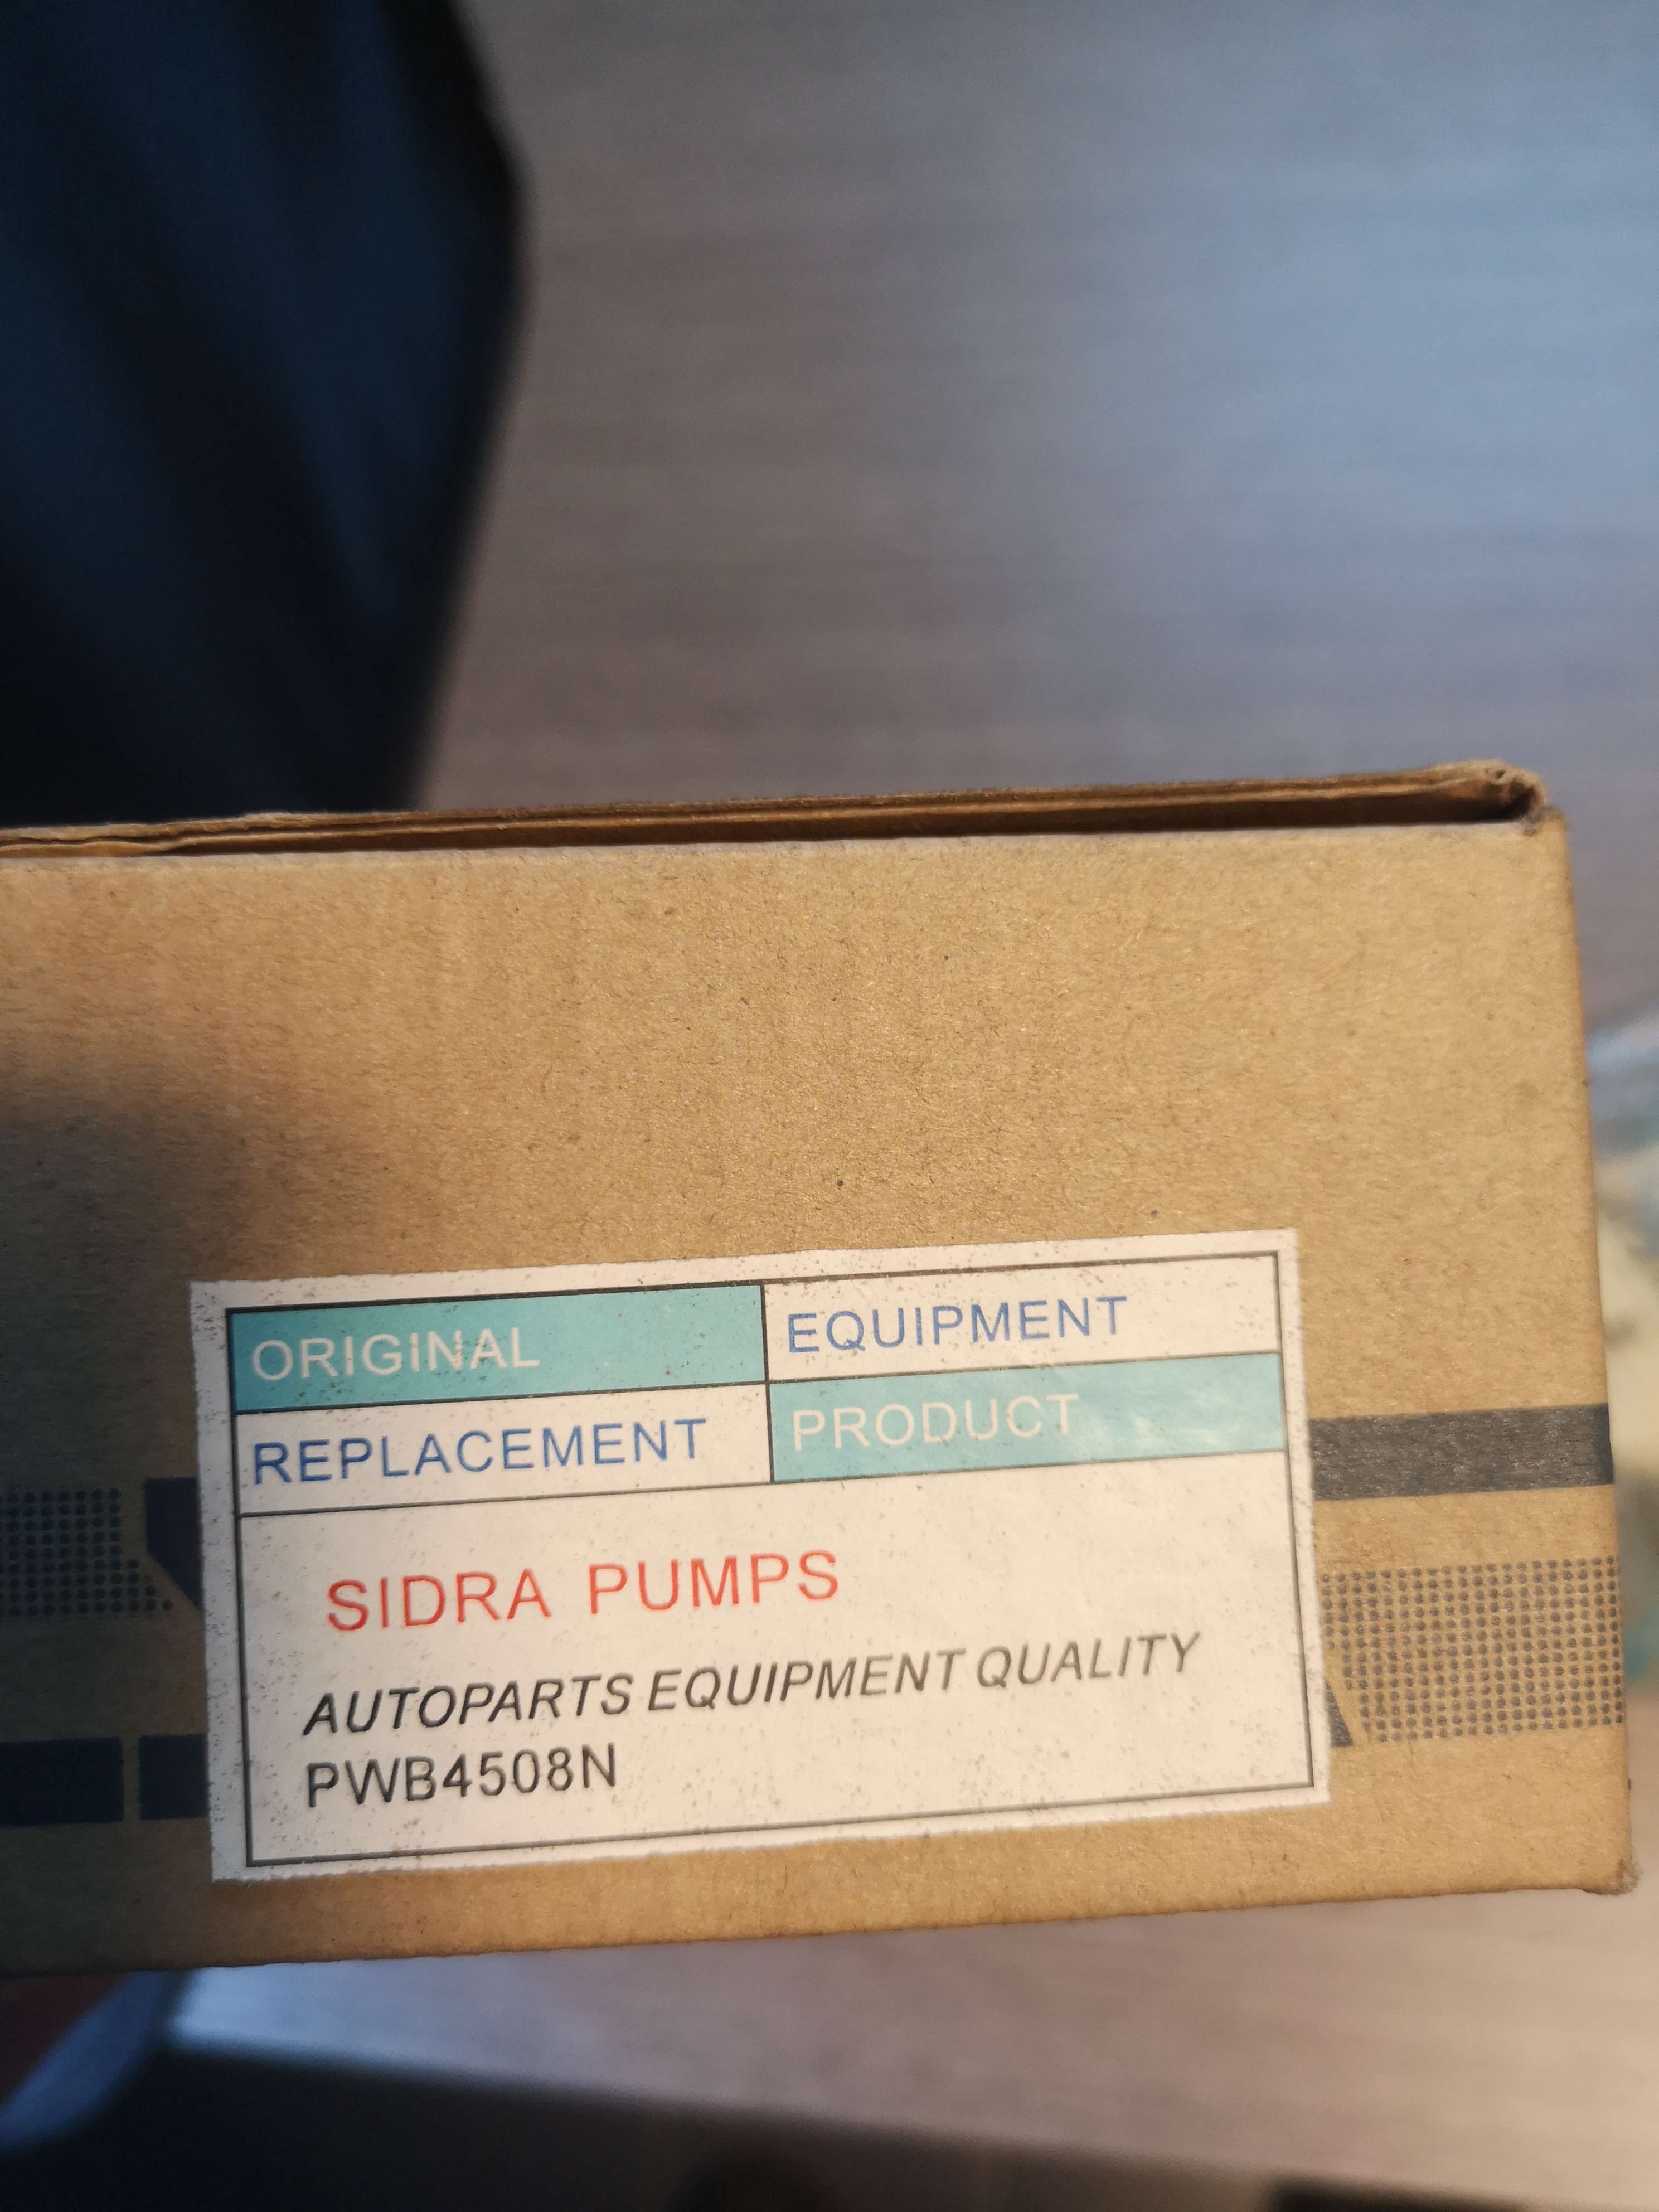 ORIGINAL EQUIPMENT
REPLACEMENT PRODUCT
SIDRA PUMPS
AUTOPARTS EQUIPMENT QUALITY
PWB4508N